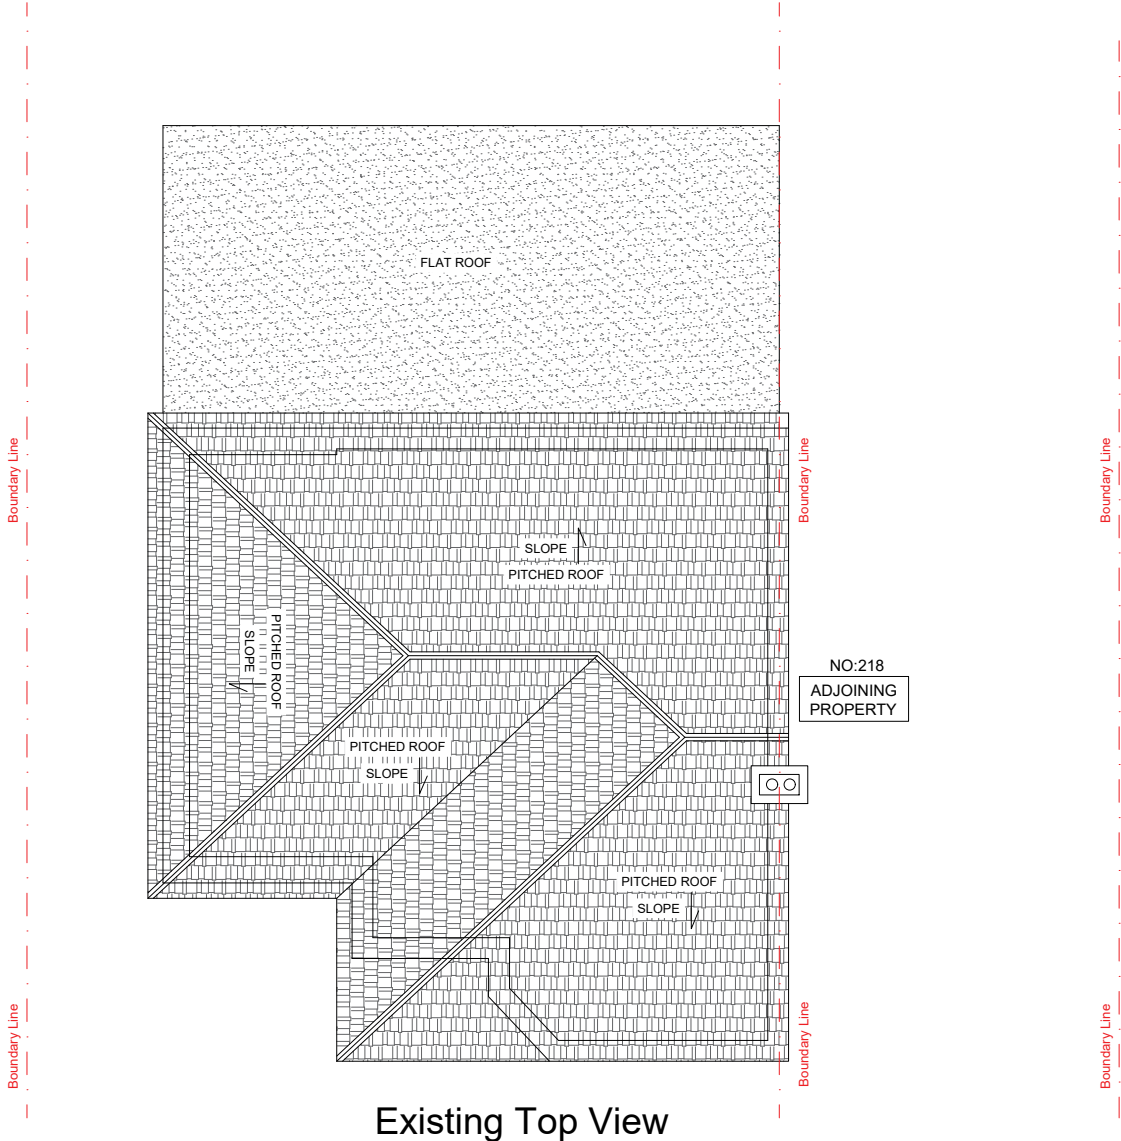 FLAT ROOF
Boundary Line
Boundary Line
Boundary Line
SLOPE
PITCHED ROOF
PITCHED ROOF
SLOPE
NO:218
ADJOINING
PROPERTY
PITCHED ROOF
SLOPE
PITCHED ROOF
SLOPE
Boundary Line
Boundary Line
Boundary Line
Existing Top View